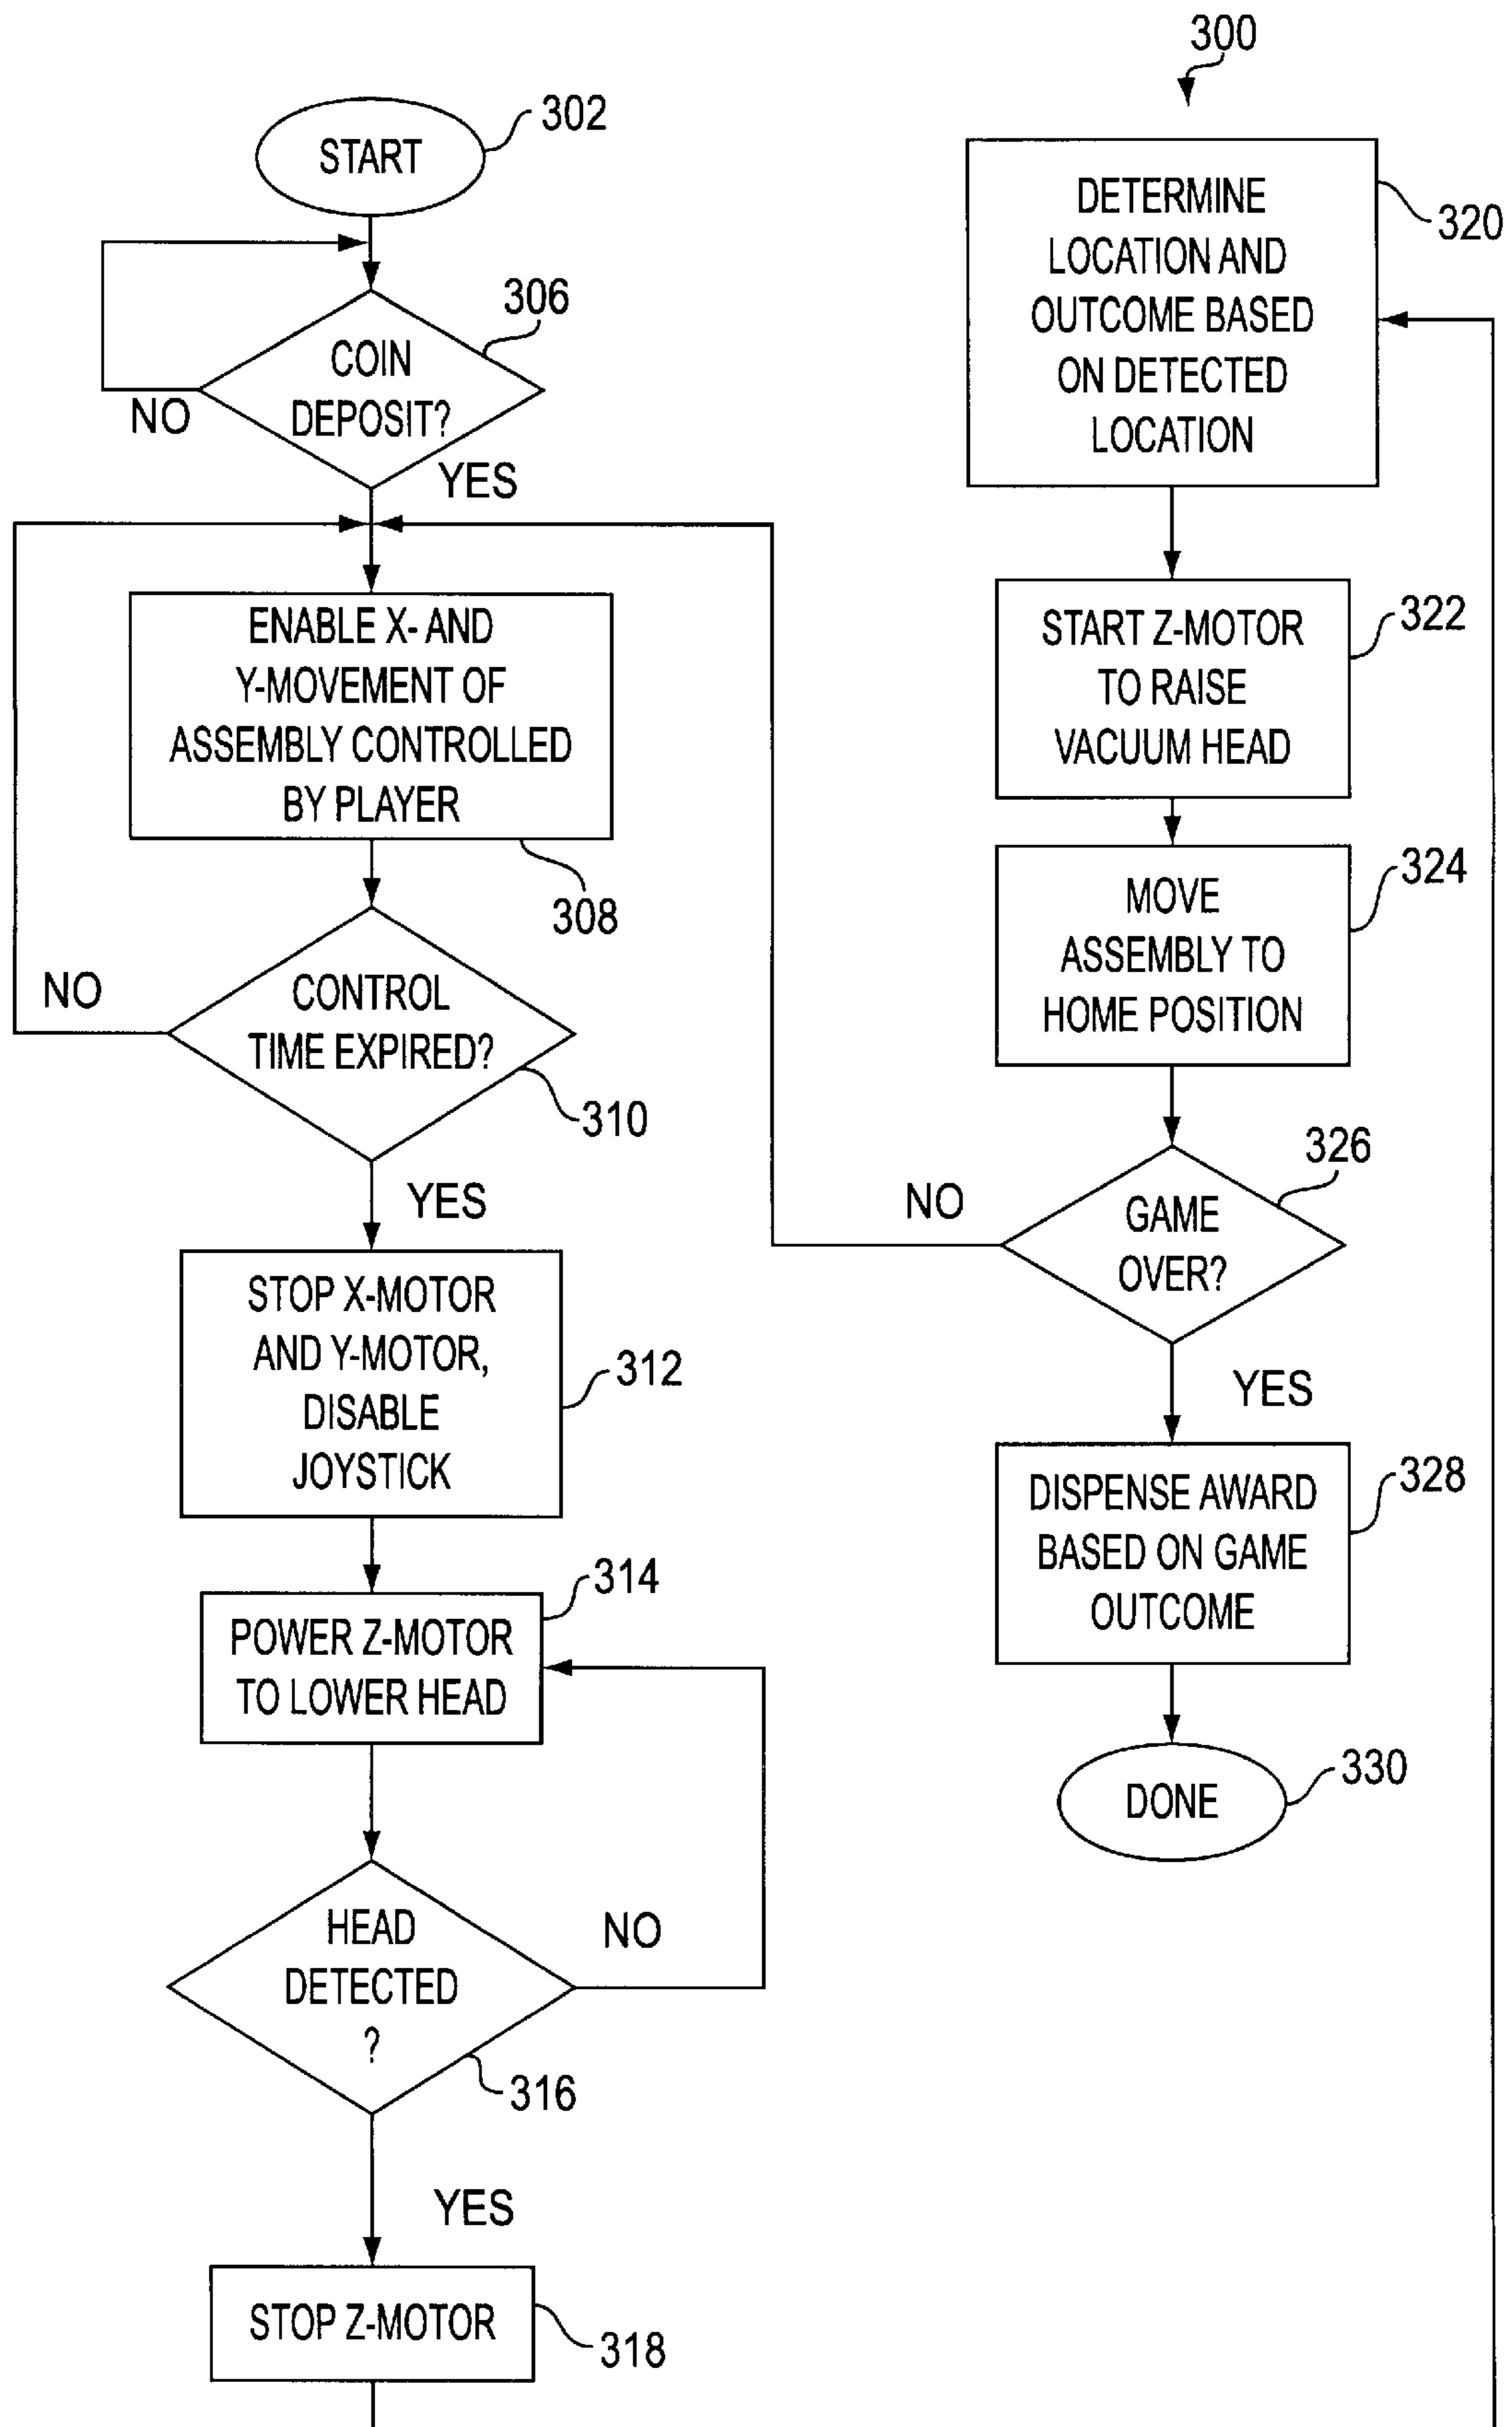 START
302
COIN
DEPOSIT?
306
NO
YES
ENABLE X- AND
Y-MOVEMENT OF
ASSEMBLY CONTROLLED
BY PLAYER
308
CONTROL
TIME EXPIRED?
310
NO
YES
STOP X-MOTOR
AND Y-MOTOR,
DISABLE
JOYSTICK
312
POWER Z-MOTOR
TO LOWER HEAD
314
HEAD
DETECTED
?
316
NO
YES
STOP Z-MOTOR
318
300
DETERMINE
LOCATION AND
OUTCOME BASED
ON DETECTED
LOCATION
320
START Z-MOTOR
TO RAISE
VACUUM HEAD
322
MOVE
ASSEMBLY TO
HOME POSITION
324
GAME
OVER?
326
NO
YES
DISPENSE AWARD
BASED ON GAME
OUTCOME
328
DONE
330